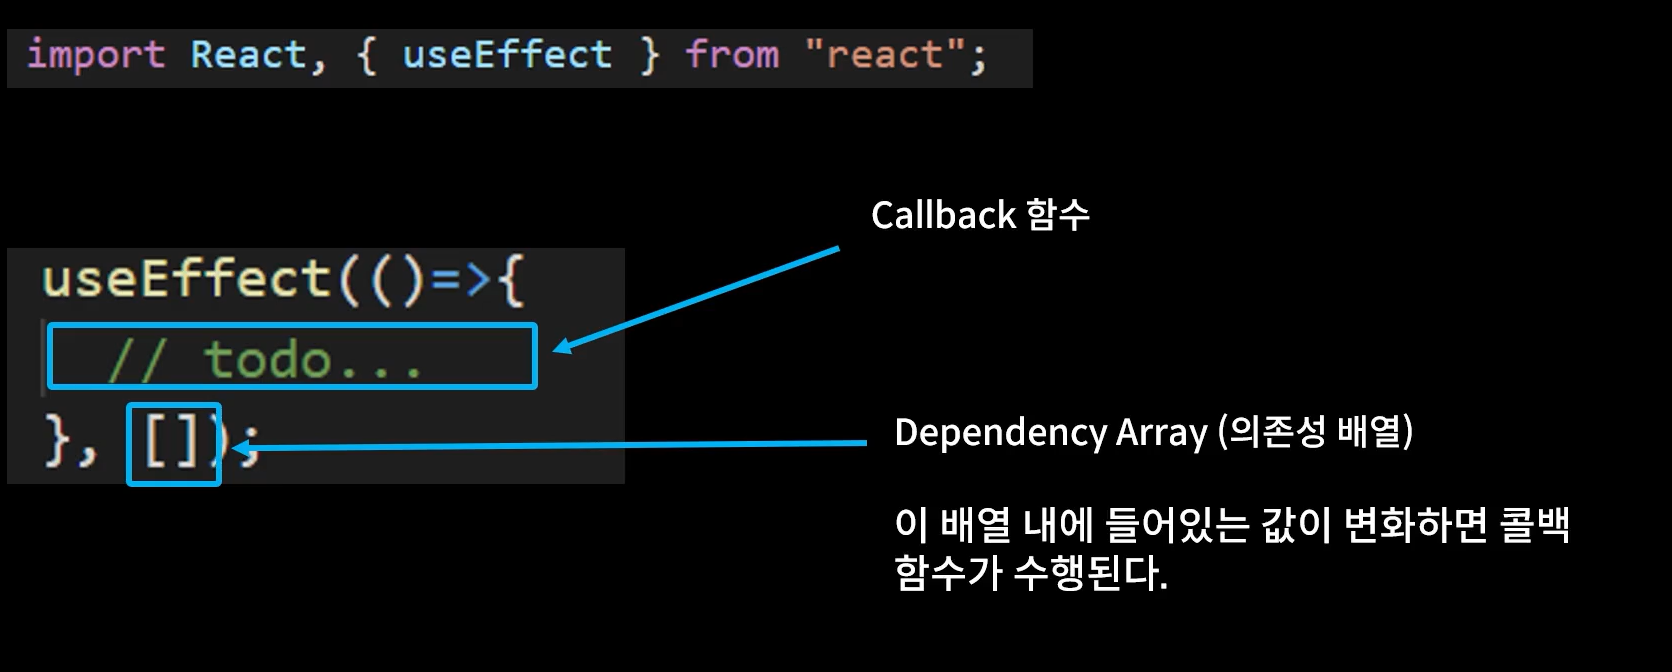 import React, { useEffect } from "react";
Callback 함수
useEffect(()=>{
// todo...
}, []);
Dependency Array (의존성 배열)
이 배열 내에 들어있는 값이 변화하면 콜백
함수가 수행된다.